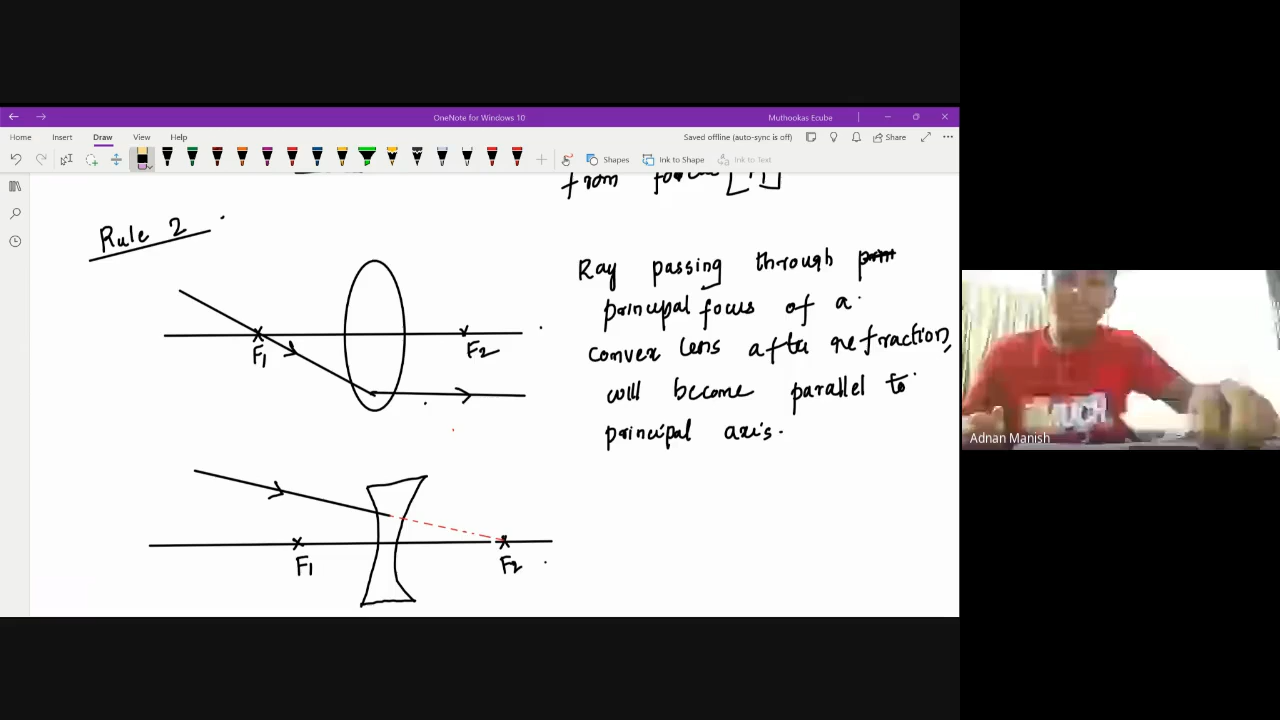 OneNote for Windows 10
Muthookas Ecube
Home Insert Draw View Help
Saved offline (auto-sync is off) Share
Shapes Ink to Shape Ink to Text
from
Rule 2
Ray passing through
principal focus of a
convex lens after refraction,
will become parallel to
principal axis.
F1 F2
F1 F2
Adnan Manish